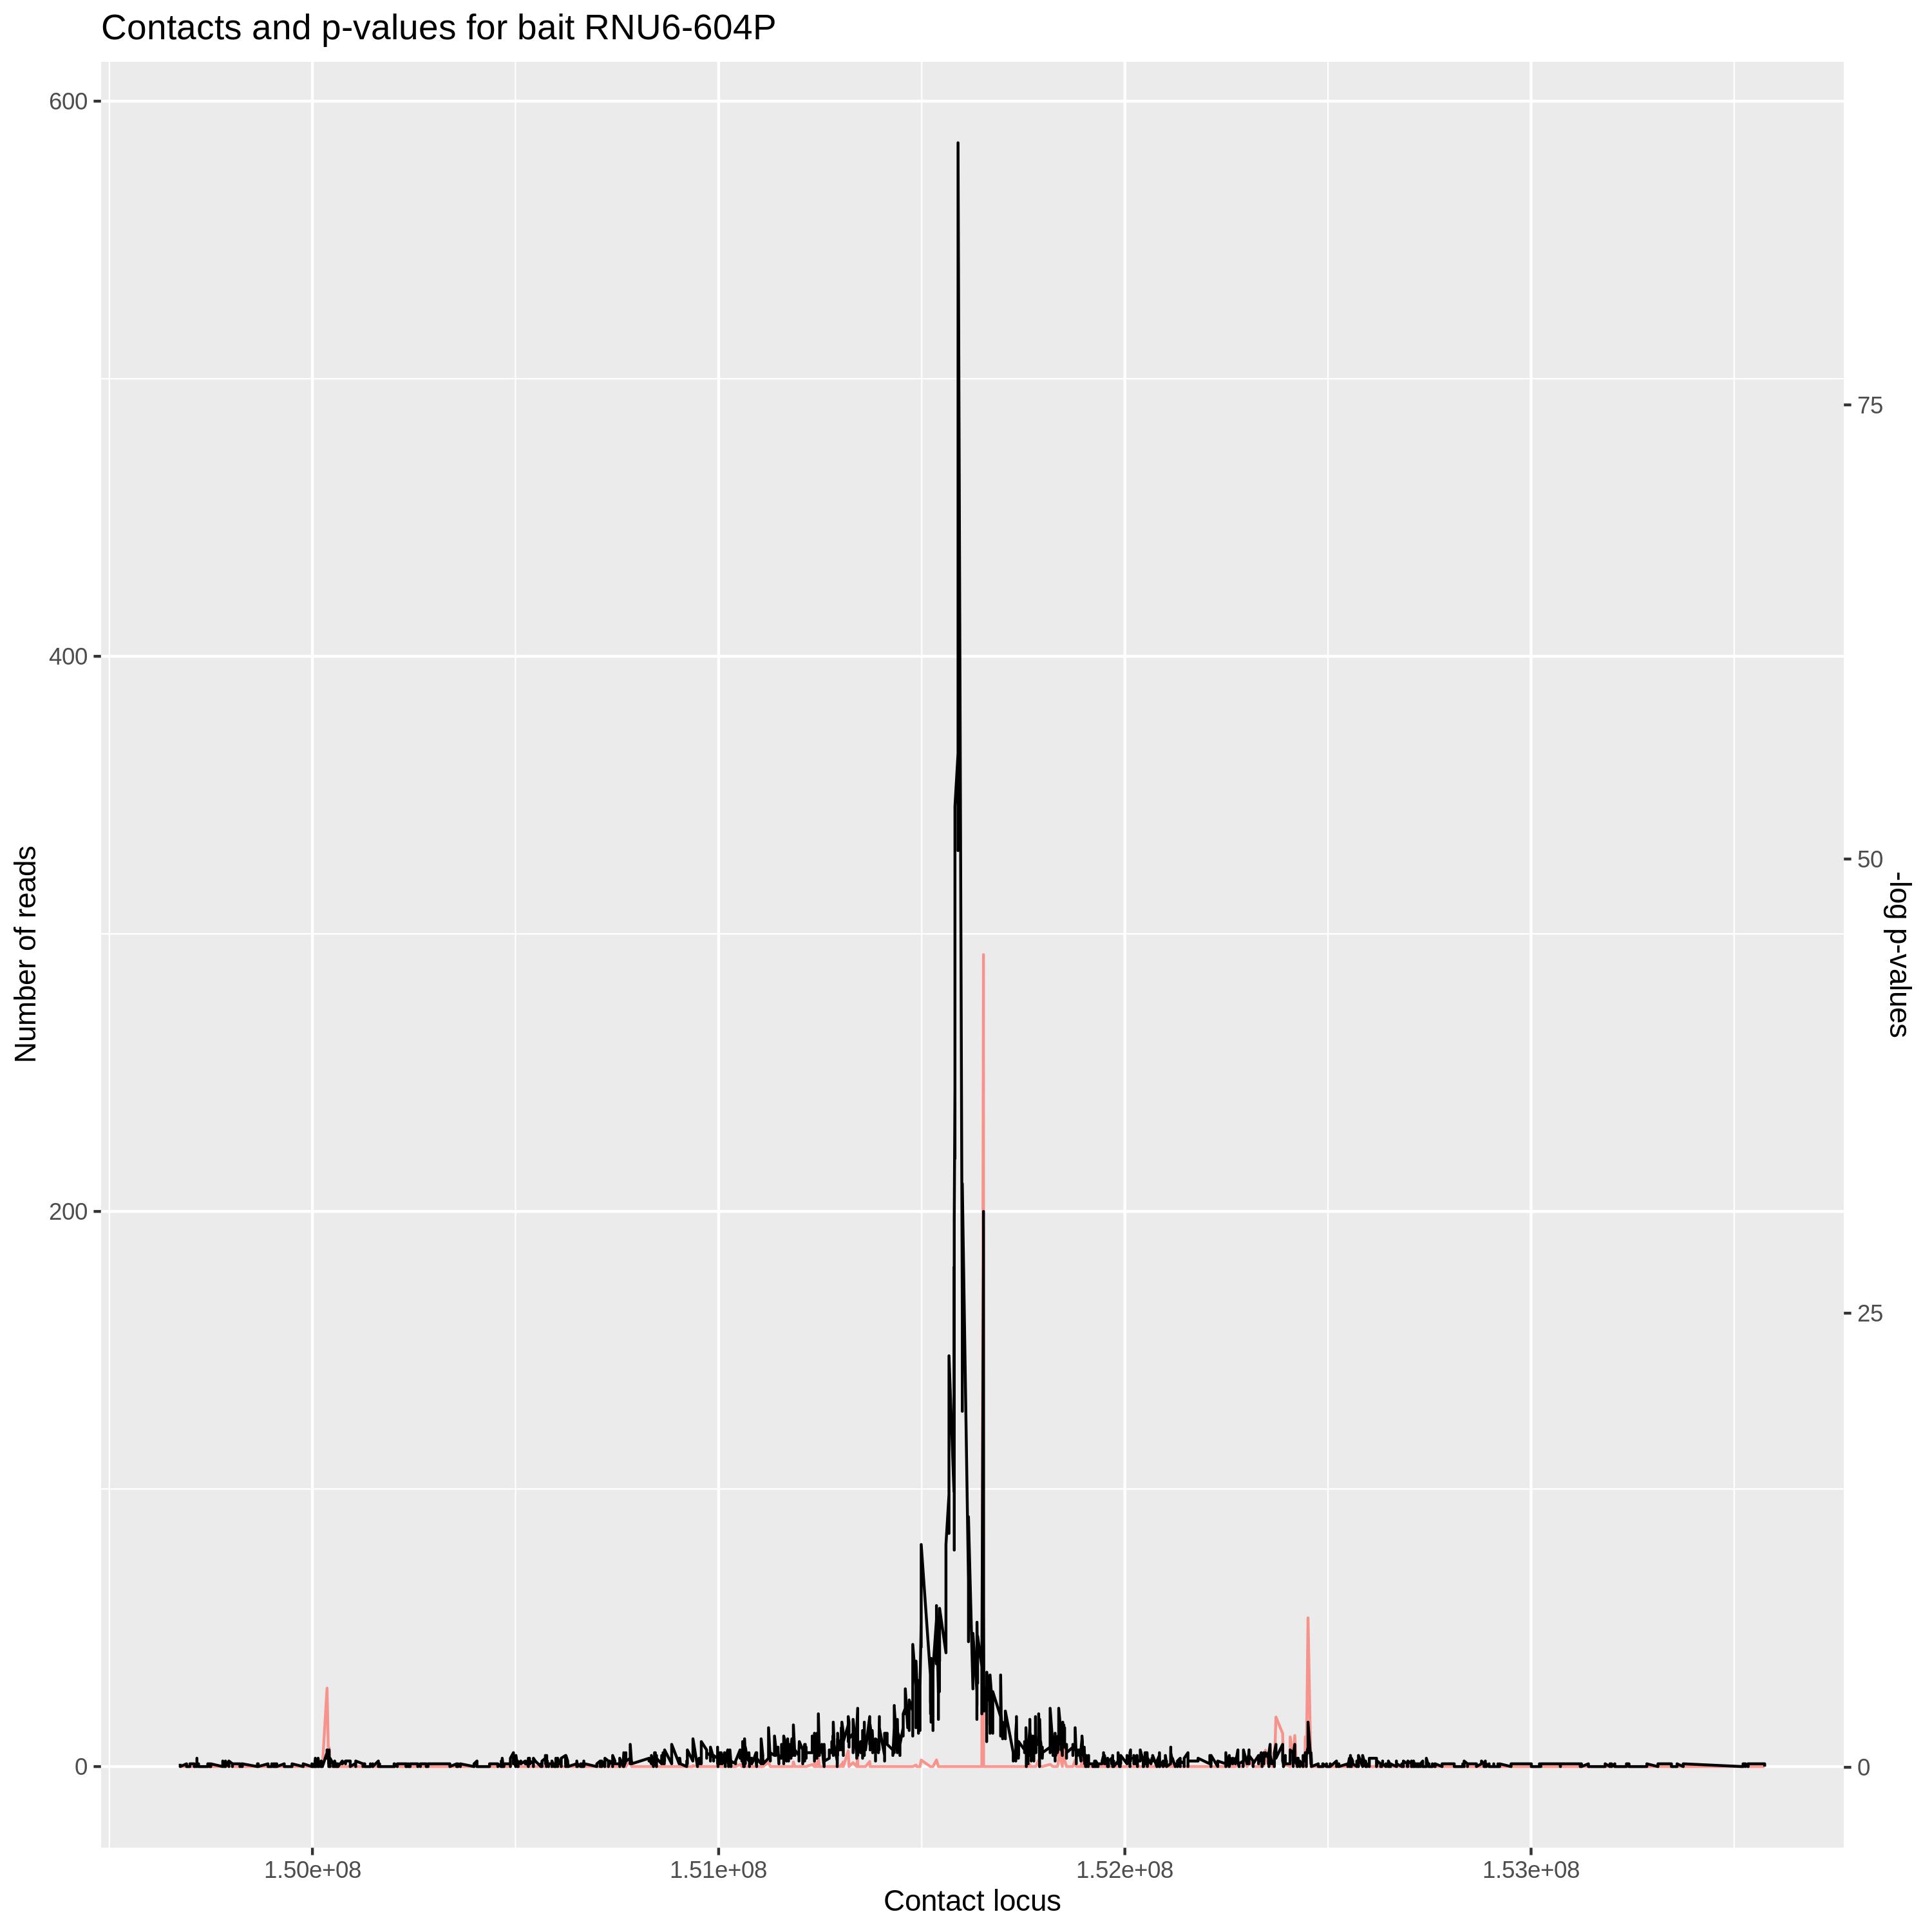 Contacts and p-values for bait RNU6-604P
600
400
200
0
Number of reads
75
50
25
0
-log p-values
1.50e+08
1.51e+08
1.52e+08
1.53e+08
Contact locus